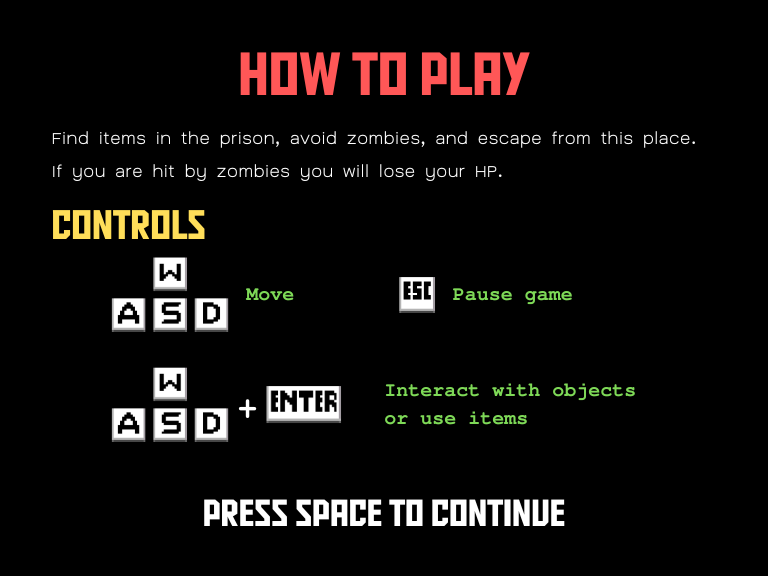 HOW TO PLAY
Find items in the prison, avoid zombies, and escape from this place.
If you are hit by zombies you will lose your HP.
CONTROLS
W
A S D Move
ESC Pause game
W
A S D + ENTER
Interact with objects
or use items
PRESS SPACE TO CONTINUE